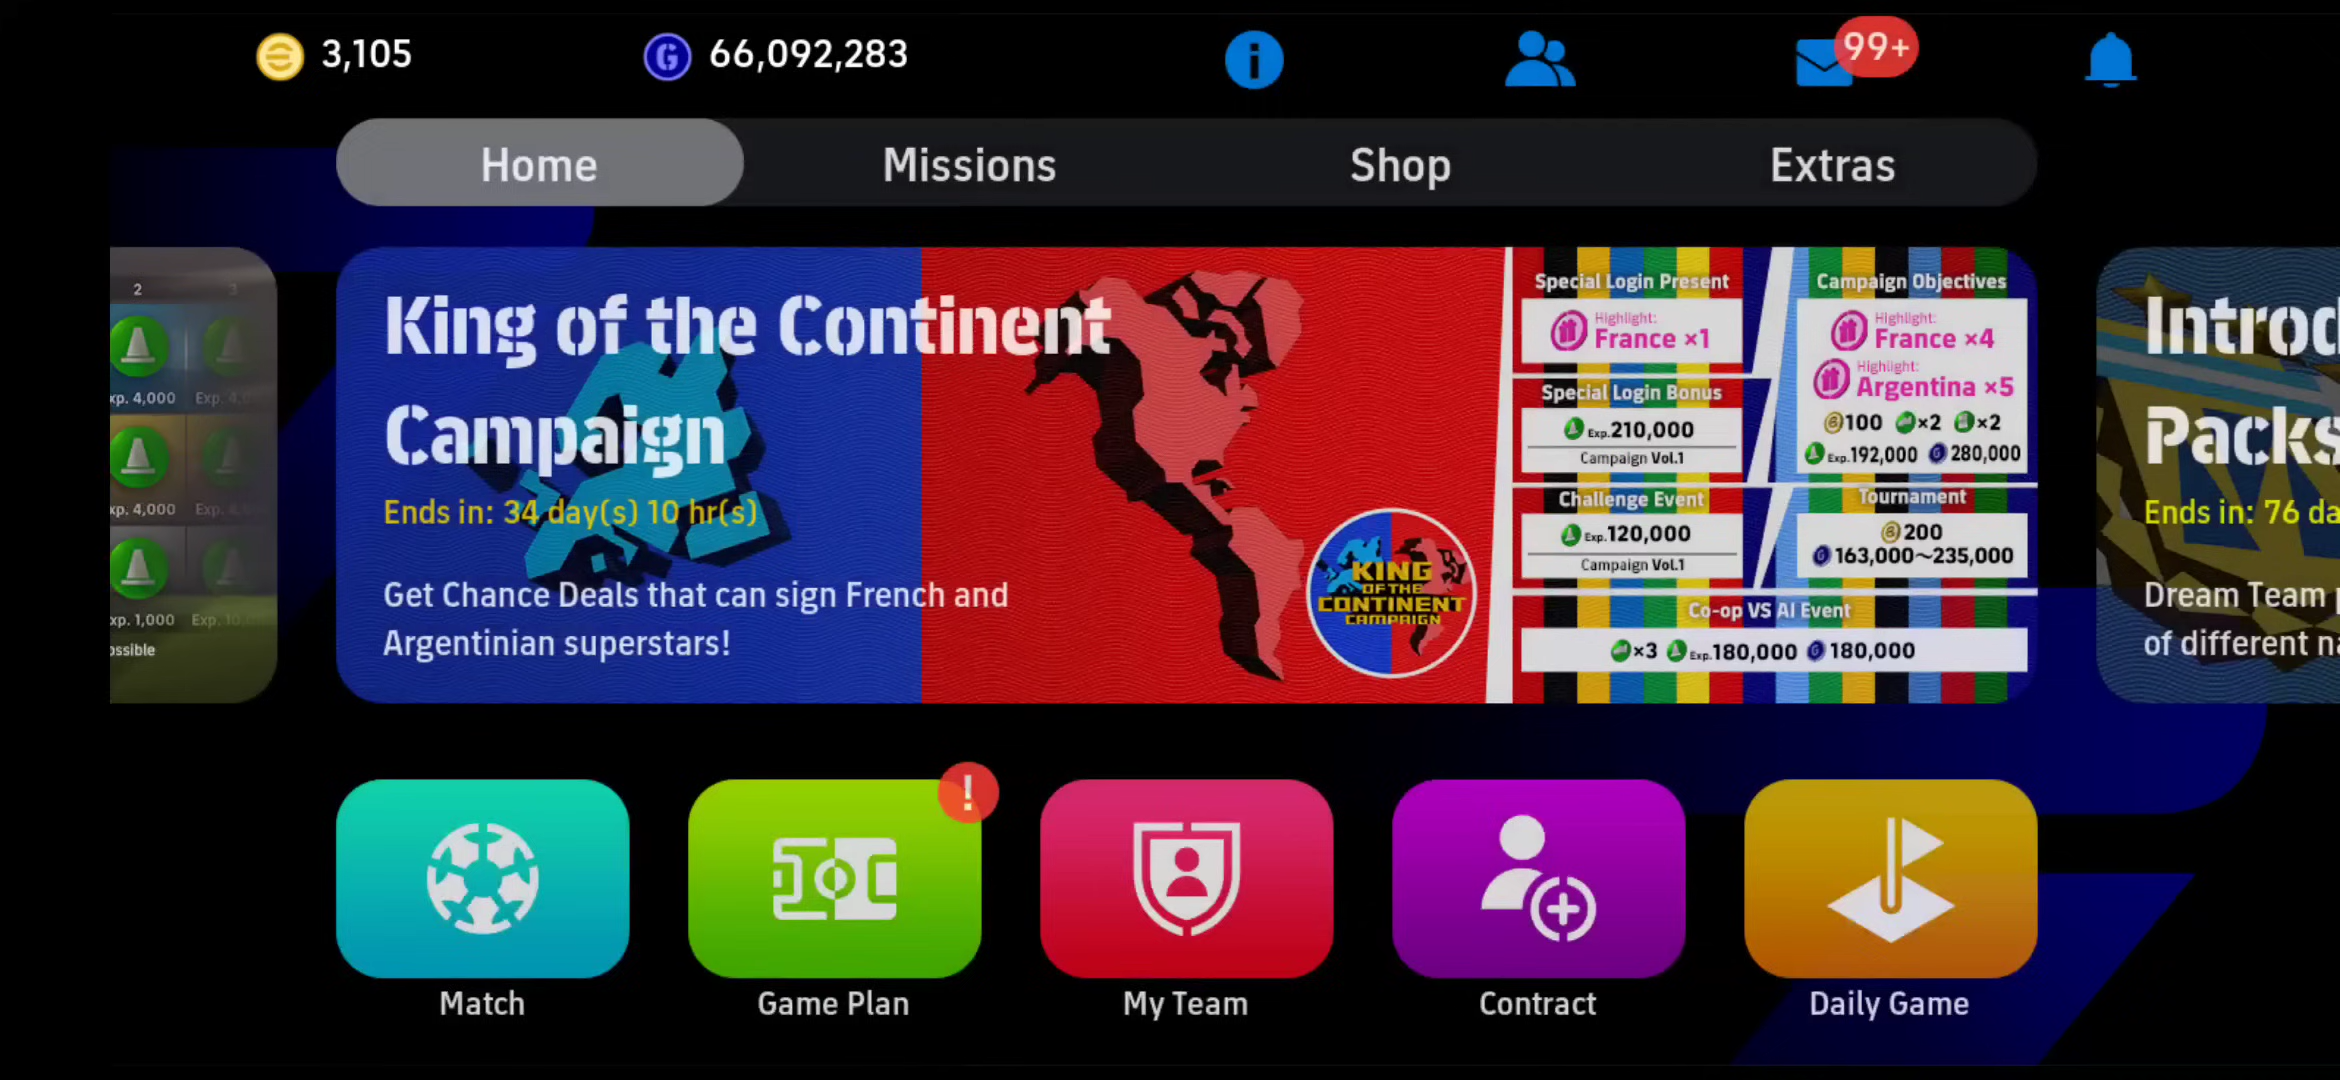 3,105
66,092,283
99+
Home
Missions
Shop
Extras
2
3
xp. 4,000
xp. 4,000
xp. 1,000
ossible
King of the Continent
Campaign
Ends in: 34 day(s) 10 hr(s)
Get Chance Deals that can sign French and
Argentinian superstars!
KING
OF THE
CONTINENT
CAMPAIGN
Special Login Present
Highlight:
France ×1
Special Login Bonus
Exp.210,000
Campaign Vol.1
Challenge Event
Exp.120,000
Campaign Vol.1
Campaign Objectives
Highlight:
France ×4
Highlight:
Argentina ×5
100 ×2 ×2
Exp.192,000 280,000
Tournament
200
163,000~235,000
Co-op VS AI Event
×3 Exp.180,000 180,000
Introd
Packs
Ends in: 76 da
Dream Team p
of different na
!
Match
Game Plan
My Team
Contract
Daily Game